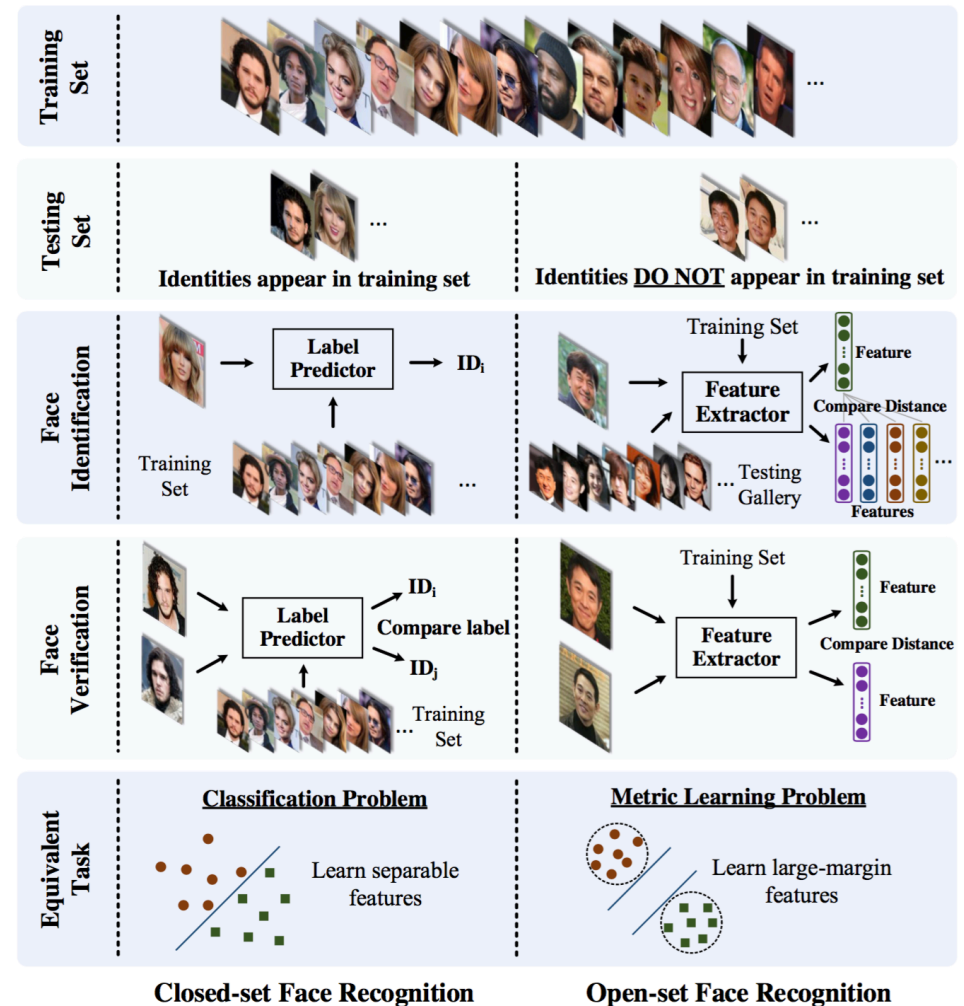 Training
Set
...
Testing
Set
...
Identities appear in training set
...
Identities DO NOT appear in training set
Face
Identification
Label
Predictor
IDi
Training
Set
...
Training Set
Feature
Extractor
Feature
Compare Distance
...
Features
... Testing
Gallery
Face
Verification
Label
Predictor
IDi
Compare label
IDj
... Training
Set
Training Set
Feature
Extractor
Feature
Compare Distance
Feature
Equivalent
Task
Classification Problem
Learn separable
features
Metric Learning Problem
Learn large-margin
features
Closed-set Face Recognition
Open-set Face Recognition